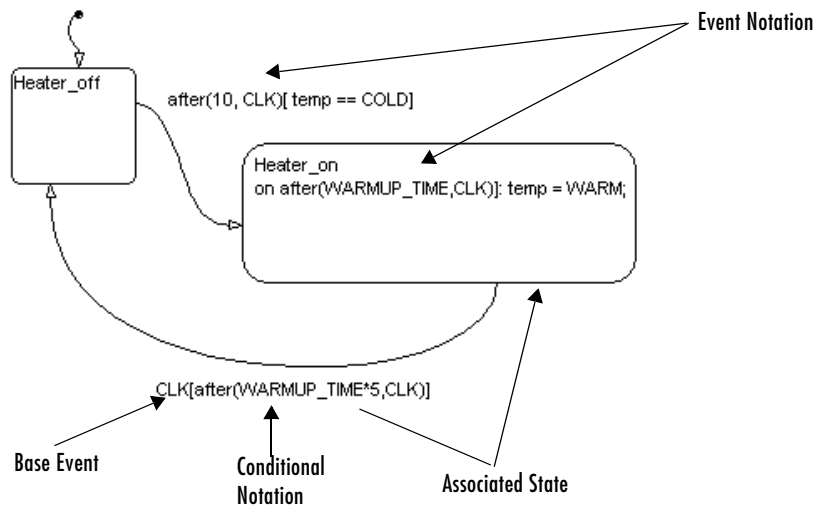 Event Notation
Heater_off
after(10, CLK)[ temp == COLD]
Heater_on
on after(WARMUP_TIME,CLK)]: temp = WARM;
CLK[after(WARMUP_TIME*5,CLK)]
Base Event
Conditional
Notation
Associated State